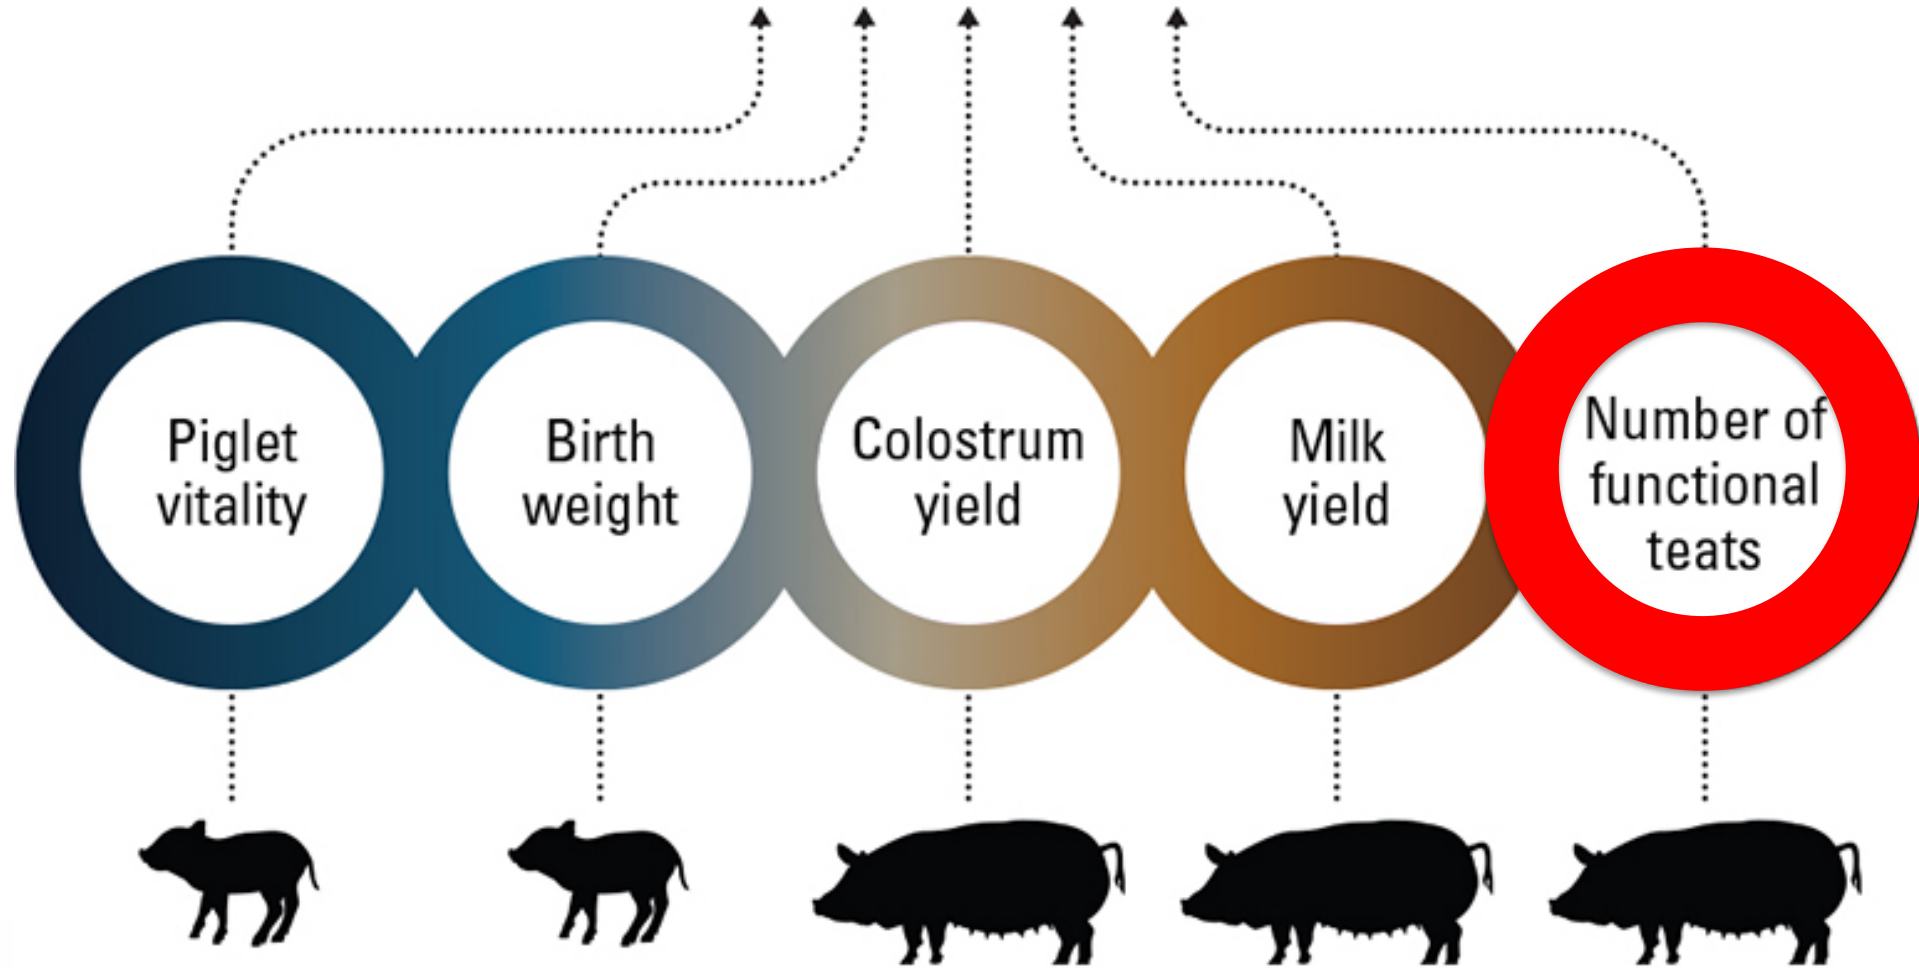 Piglet
vitality
Birth
weight
Colostrum
yield
Milk
yield
Number of
functional
teats